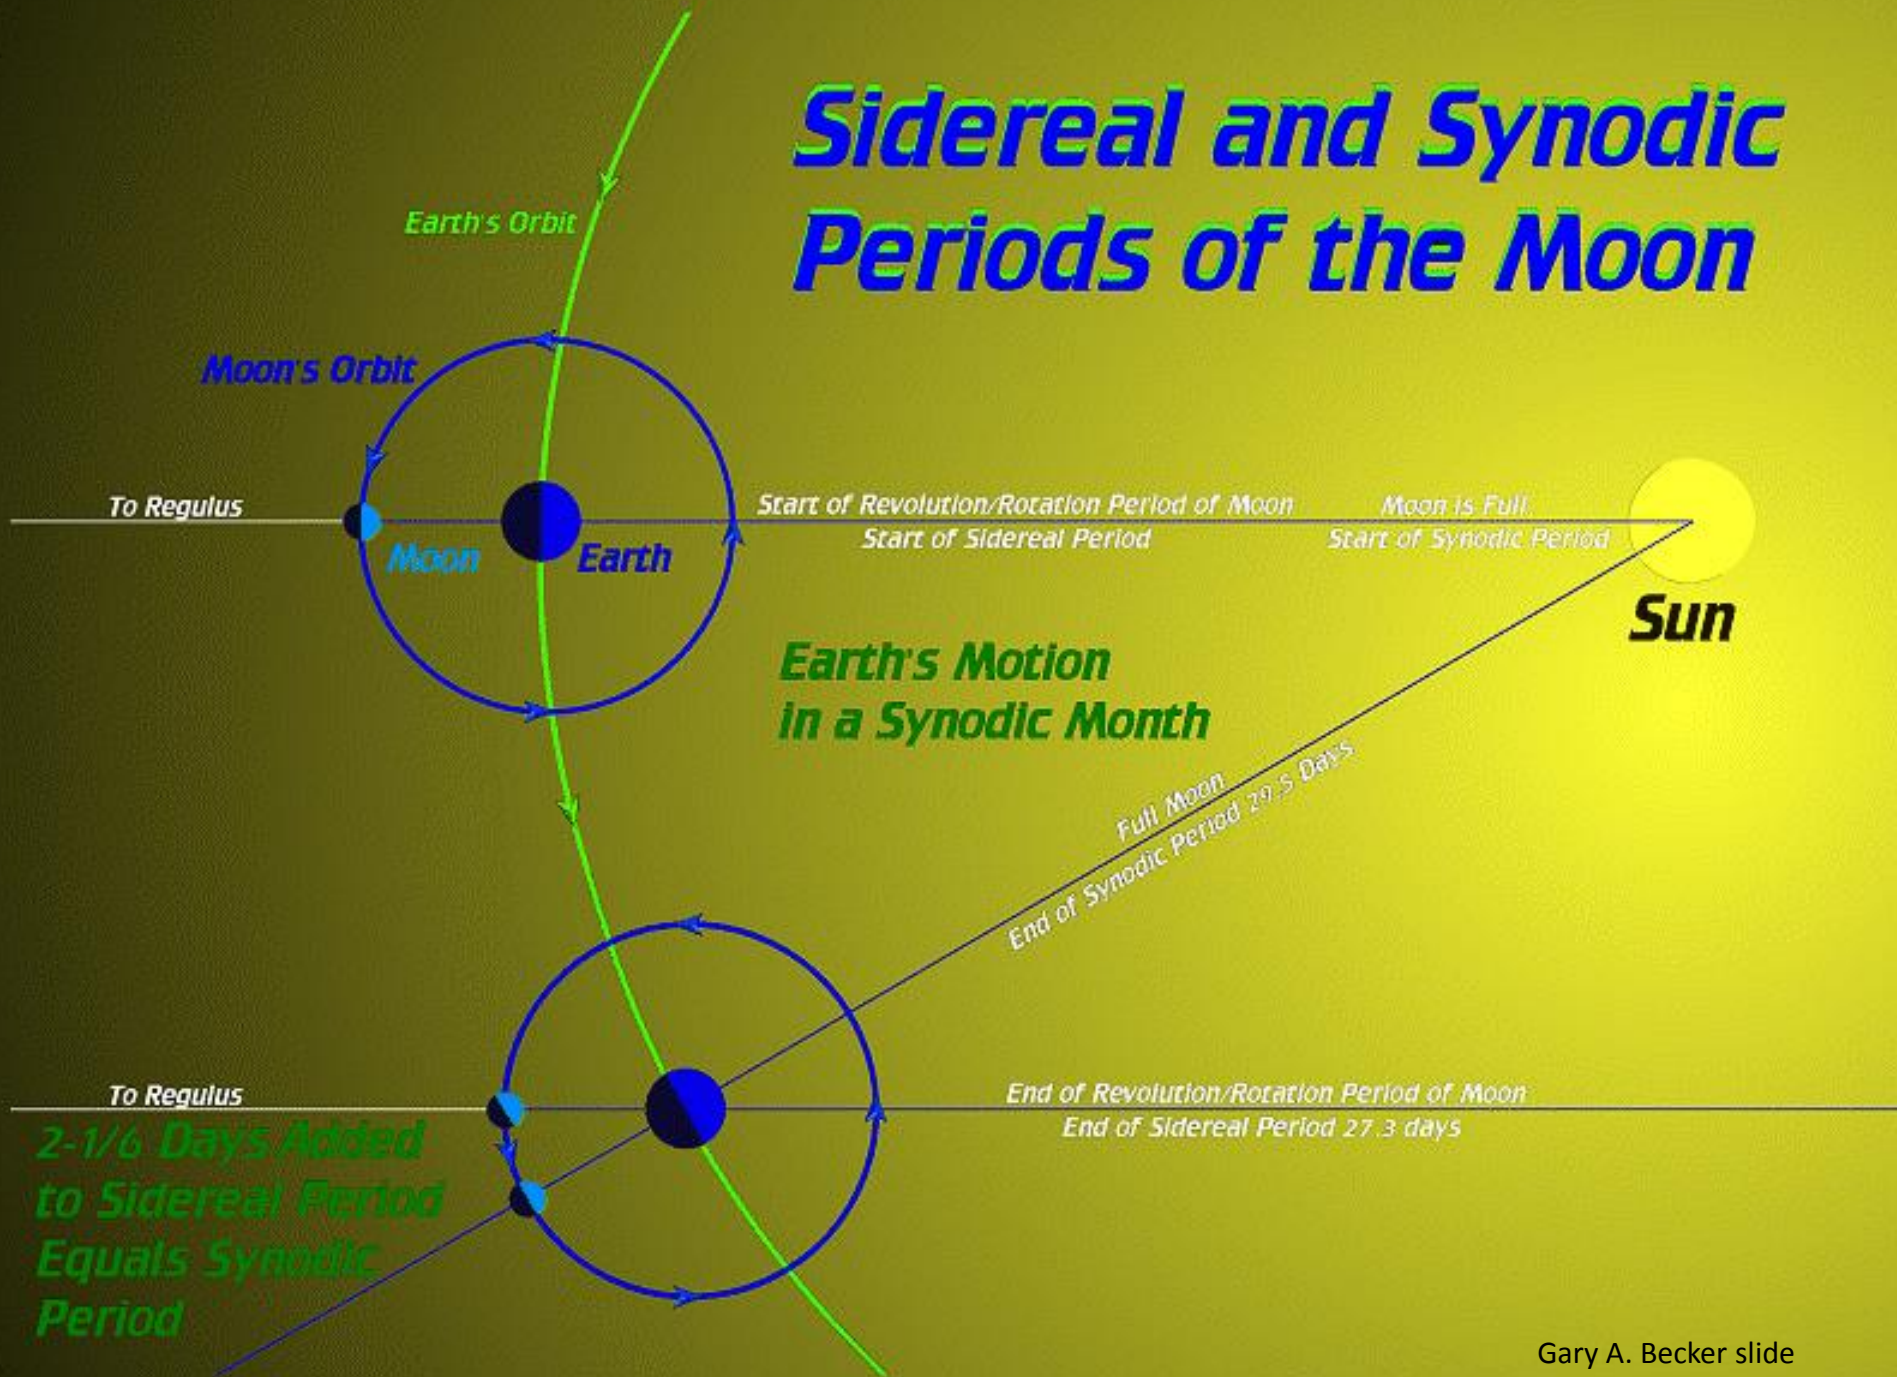 Sidereal and Synodic
Periods of the Moon
Earth's Orbit
Moon's Orbit
To Regulus
Start of Revolution/Rotation Period of Moon
Moon is Full.
Start of Sidereal Period
Start of Synodic Period
Moon
Earth
Sun
Earth's Motion
in a Synodic Month
Full Moon
End of Synodic Period 29.5 Days
To Regulus
End of Revolution/Rotation Period of Moon
End of Sidereal Period 27.3 days
2-1/6 Days Added
to Sidereal Period
Equals Synodic
Period
Gary A. Becker slide